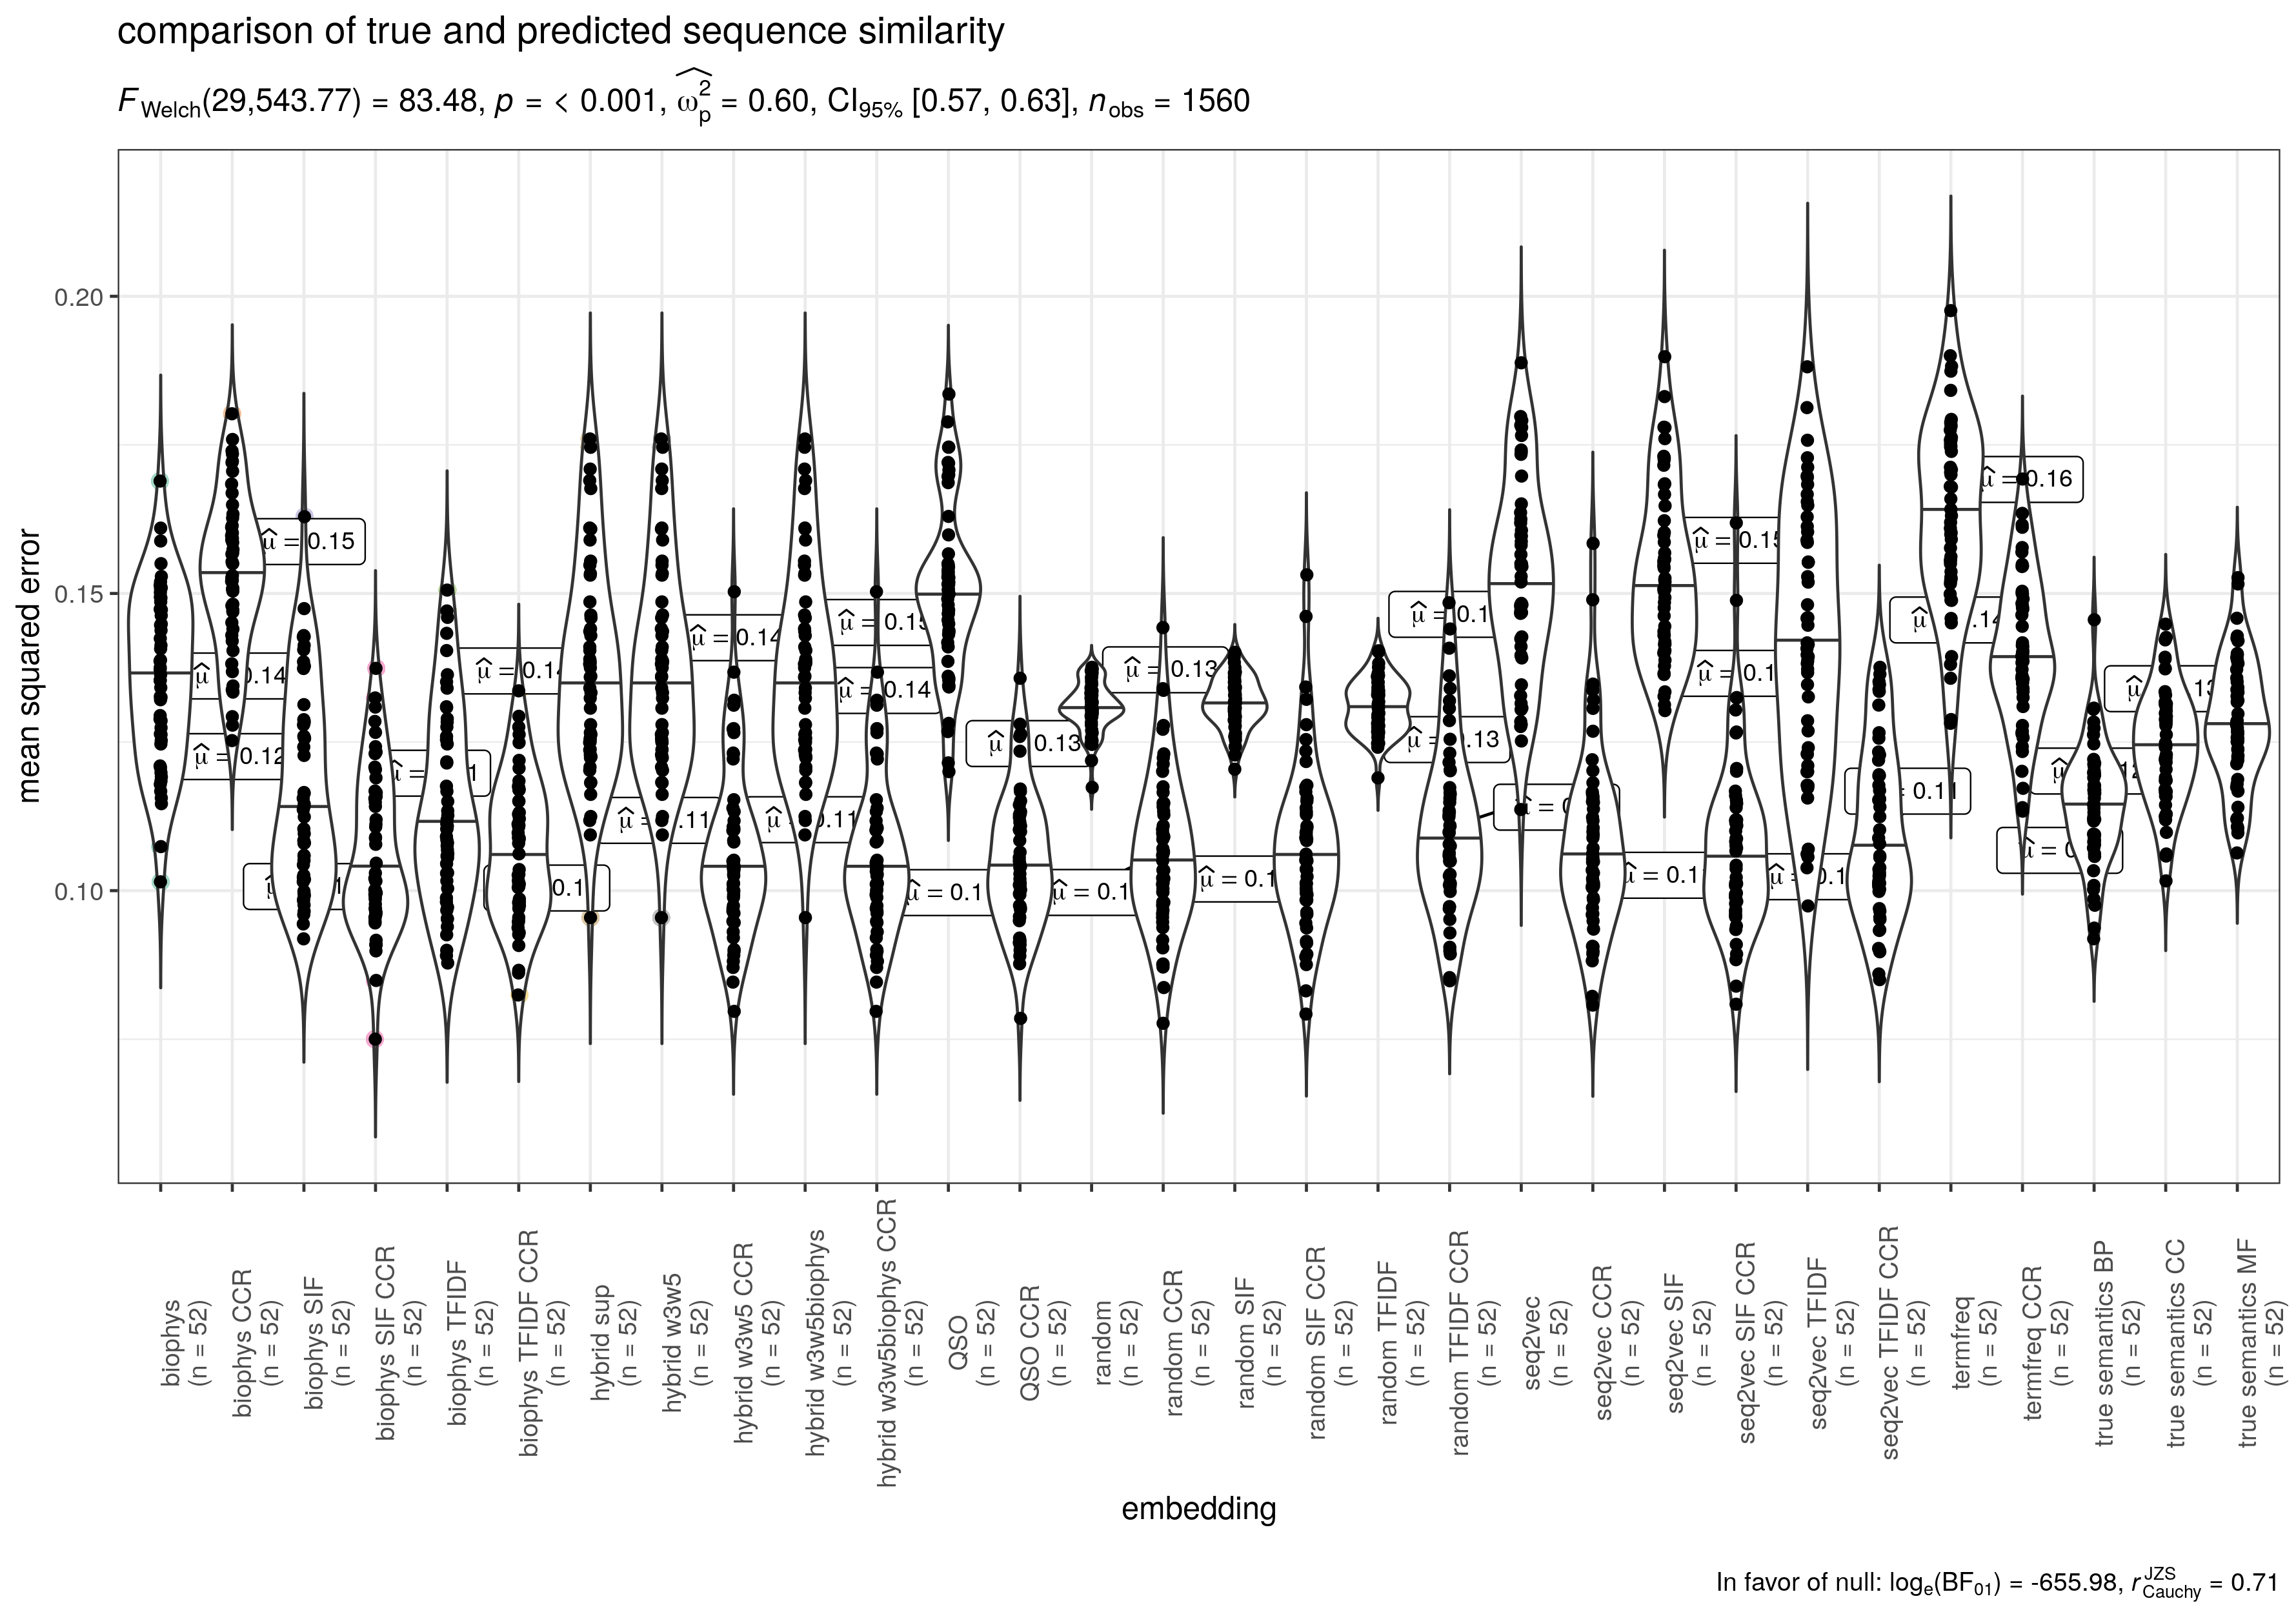 comparison of true and predicted sequence similarity
F Welch(29,543.77) = 83.48, p = < 0.001, ω̂²p = 0.60, CI95% [0.57, 0.63], nobs = 1560
mean squared error
0.20
0.15
0.10
μ̂ = 0.16
μ̂ = 0.15
μ̂ = 0.15
μ̂ = 0.14
μ̂ = 0.14
μ̂ = 0.13
μ̂ = 0.12
biophys
(n = 52)
biophys CCR
(n = 52)
biophys SIF
(n = 52)
biophys SIF CCR
(n = 52)
biophys TFIDF
(n = 52)
biophys TFIDF CCR
(n = 52)
hybrid sup
(n = 52)
hybrid w3w5
(n = 52)
hybrid w3w5 CCR
(n = 52)
hybrid w3w5biophys
(n = 52)
hybrid w3w5biophys CCR
(n = 52)
QSO
(n = 52)
QSO CCR
(n = 52)
random
(n = 52)
random CCR
(n = 52)
random SIF
(n = 52)
random SIF CCR
(n = 52)
random TFIDF
(n = 52)
random TFIDF CCR
(n = 52)
seq2vec
(n = 52)
seq2vec CCR
(n = 52)
seq2vec SIF
(n = 52)
seq2vec SIF CCR
(n = 52)
seq2vec TFIDF
(n = 52)
seq2vec TFIDF CCR
(n = 52)
termfreq
(n = 52)
termfreq CCR
(n = 52)
true semantics BP
(n = 52)
true semantics CC
(n = 52)
true semantics MF
(n = 52)
embedding
In favor of null: loge(BF01) = -655.98, r JZS Cauchy = 0.71